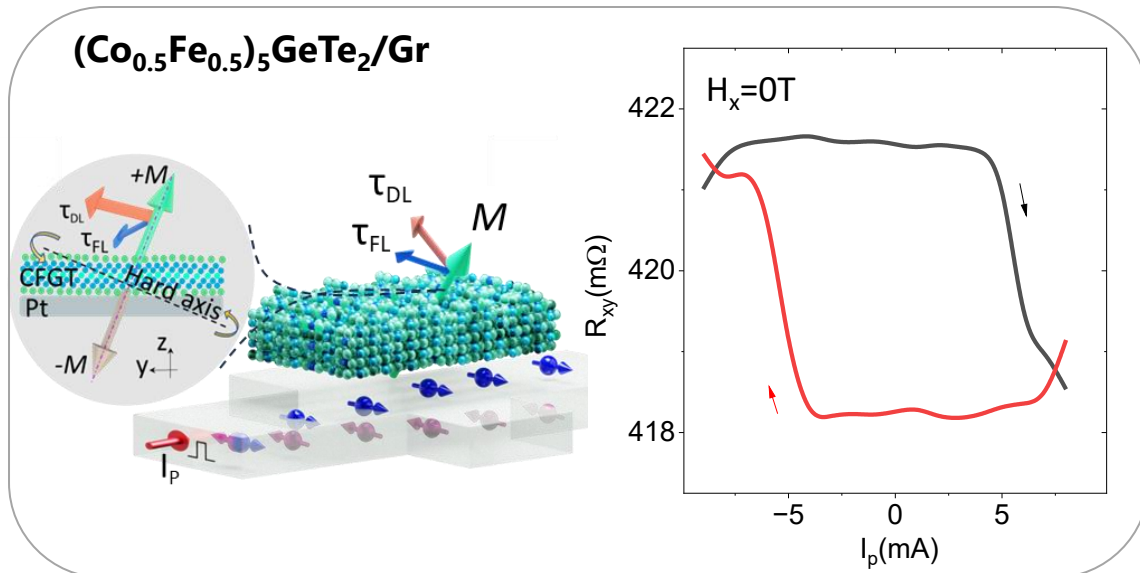 (Co₀.₅Fe₀.₅)₅GeTe₂/Gr
+M
τDL
τFL
CFGT
Hard axis
Pt
-M
z
y
x
τDL
τFL
M
IP
Hx=0T
422
420
418
Rxy(mΩ)
−5
0
5
Ip(mA)